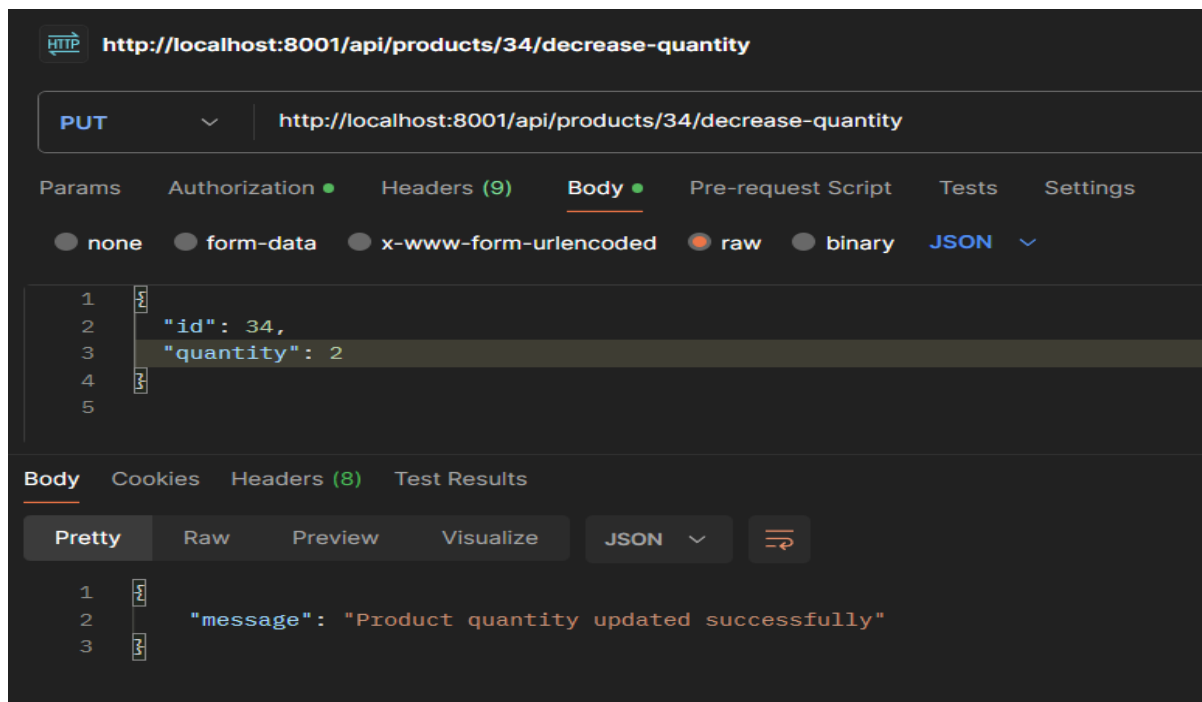 HTTP http://localhost:8001/api/products/34/decrease-quantity
PUT http://localhost:8001/api/products/34/decrease-quantity
Params Authorization Headers (9) Body Pre-request Script Tests Settings
none form-data x-www-form-urlencoded raw binary JSON
1 {
2 "id": 34,
3 "quantity": 2
4 }
5
Body Cookies Headers (8) Test Results
Pretty Raw Preview Visualize JSON
1 {
2 "message": "Product quantity updated successfully"
3 }